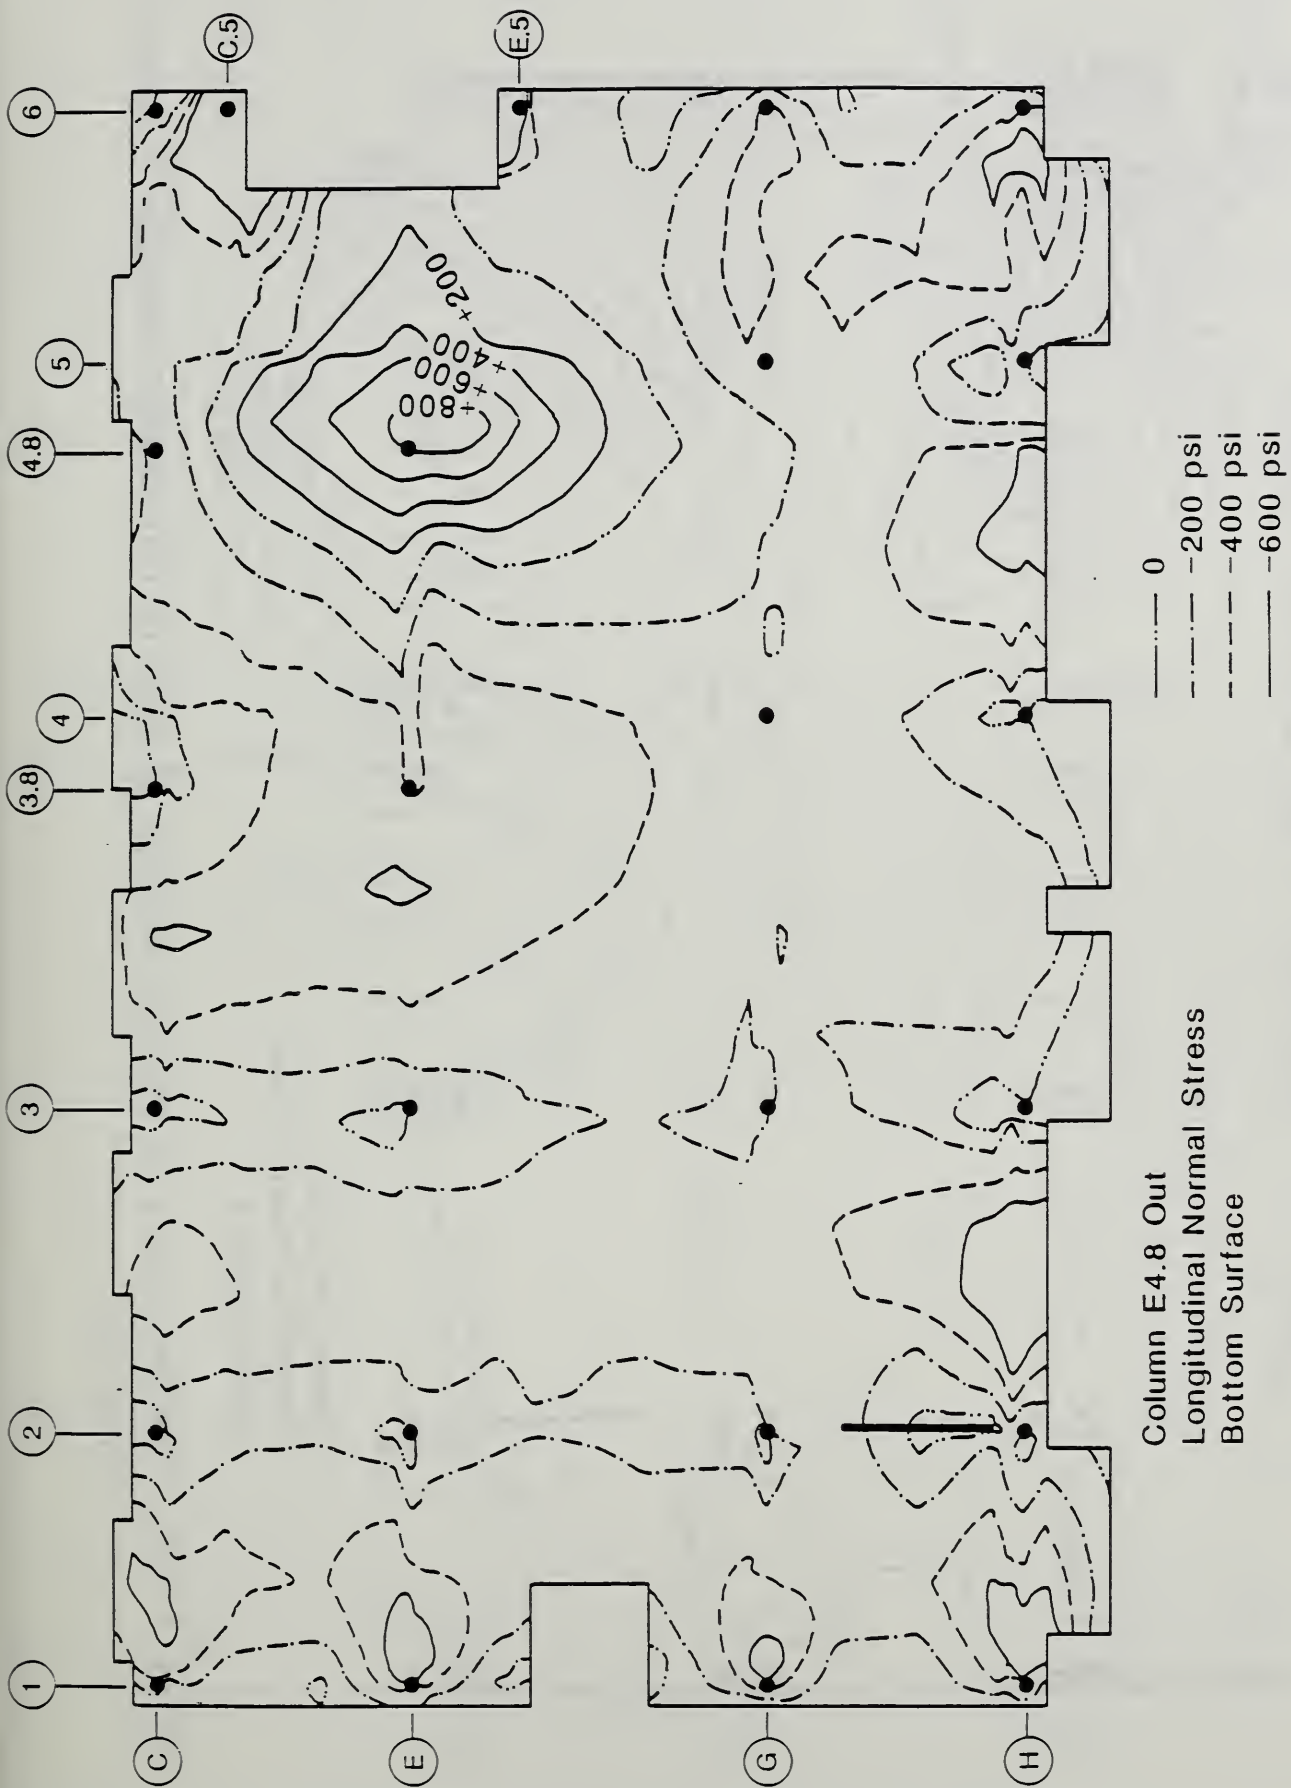 6
5
4.8
4
3.8
3
2
1
C.5
E.5
C
E
G
H
+200
+400
+600
+800
0
-200 psi
-400 psi
-600 psi
Column E4.8 Out
Longitudinal Normal Stress
Bottom Surface